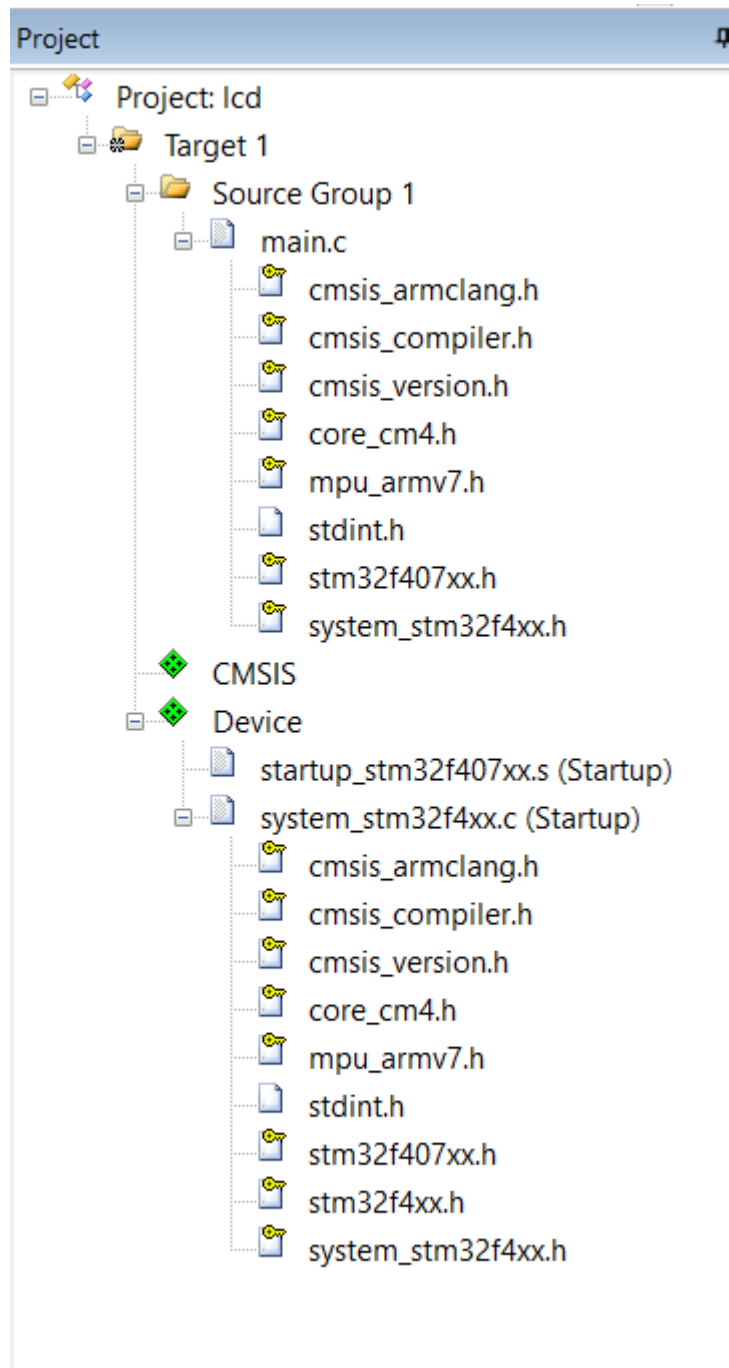 Project
Project: lcd
Target 1
Source Group 1
main.c
cmsis_armclang.h
cmsis_compiler.h
cmsis_version.h
core_cm4.h
mpu_armv7.h
stdint.h
stm32f407xx.h
system_stm32f4xx.h
CMSIS
Device
startup_stm32f407xx.s (Startup)
system_stm32f4xx.c (Startup)
cmsis_armclang.h
cmsis_compiler.h
cmsis_version.h
core_cm4.h
mpu_armv7.h
stdint.h
stm32f407xx.h
stm32f4xx.h
system_stm32f4xx.h